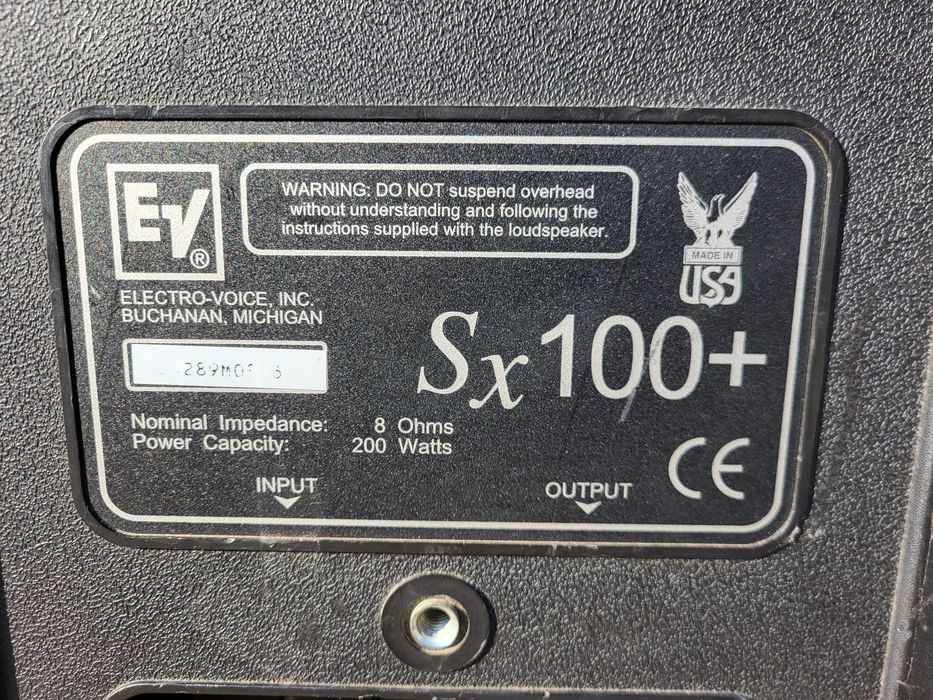 EV®
WARNING: DO NOT suspend overhead
without understanding and following the
instructions supplied with the loudspeaker.
MADE IN
USA
ELECTRO-VOICE, INC.
BUCHANAN, MICHIGAN
Sx100+
Nominal Impedance: 8 Ohms
Power Capacity: 200 Watts
CE
INPUT
OUTPUT